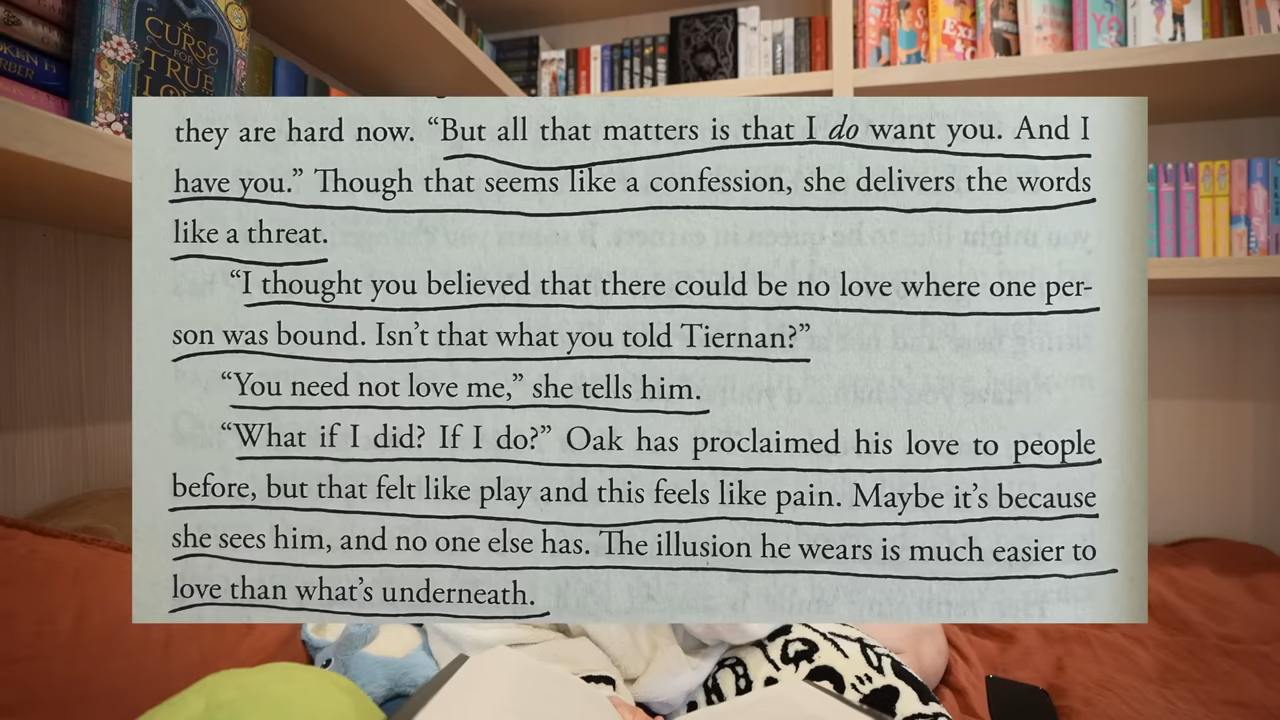 A
CURSE
FOR
TRUE
they are hard now. “But all that matters is that I do want you. And I
have you.” Though that seems like a confession, she delivers the words
like a threat.
“I thought you believed that there could be no love where one per-
son was bound. Isn’t that what you told Tiernan?”
“You need not love me,” she tells him.
“What if I did? If I do?” Oak has proclaimed his love to people
before, but that felt like play and this feels like pain. Maybe it’s because
she sees him, and no one else has. The illusion he wears is much easier to
love than what’s underneath.